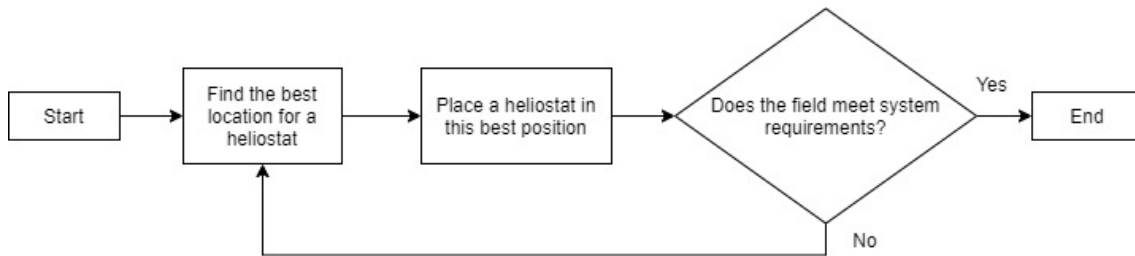 Start
Find the best
location for a
heliostat
Place a heliostat in
this best position
Does the field meet system
requirements?
Yes
End
No